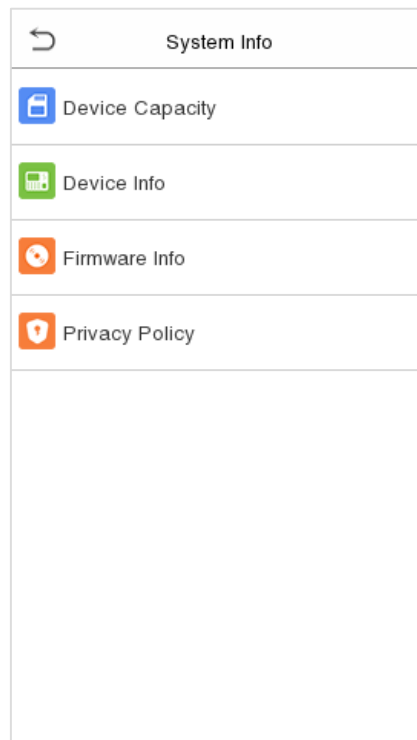 System Info
Device Capacity
Device Info
Firmware Info
Privacy Policy